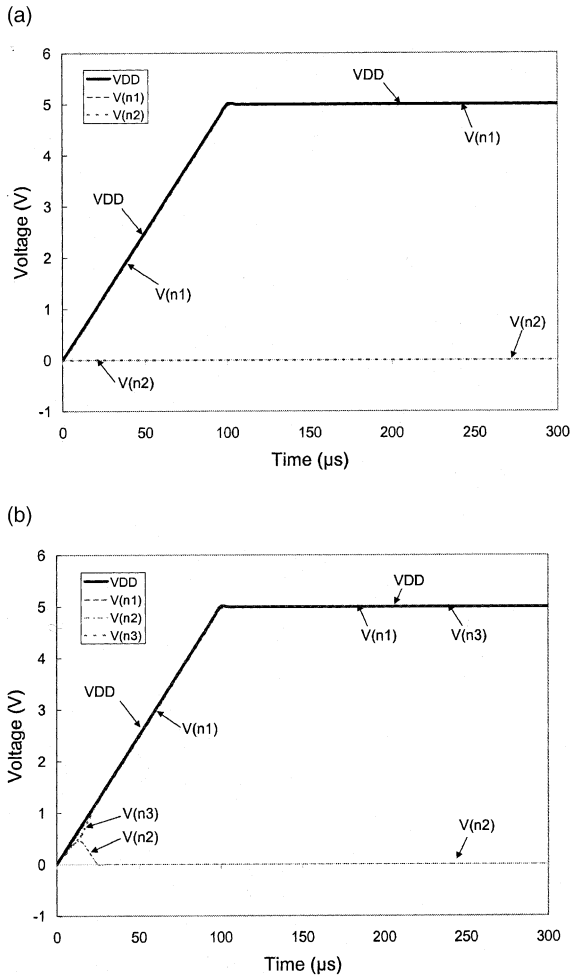 (a)
6
5
4
3
2
1
0
-1
Voltage (V)
VDD
V(n1)
V(n2)
VDD
V(n1)
VDD
V(n1)
V(n2)
V(n2)
0
50
100
150
200
250
300
Time (µs)
(b)
6
5
4
3
2
1
0
-1
Voltage (V)
VDD
V(n1)
V(n2)
V(n3)
VDD
V(n1)
V(n3)
VDD
V(n1)
V(n3)
V(n2)
V(n2)
0
50
100
150
200
250
300
Time (µs)